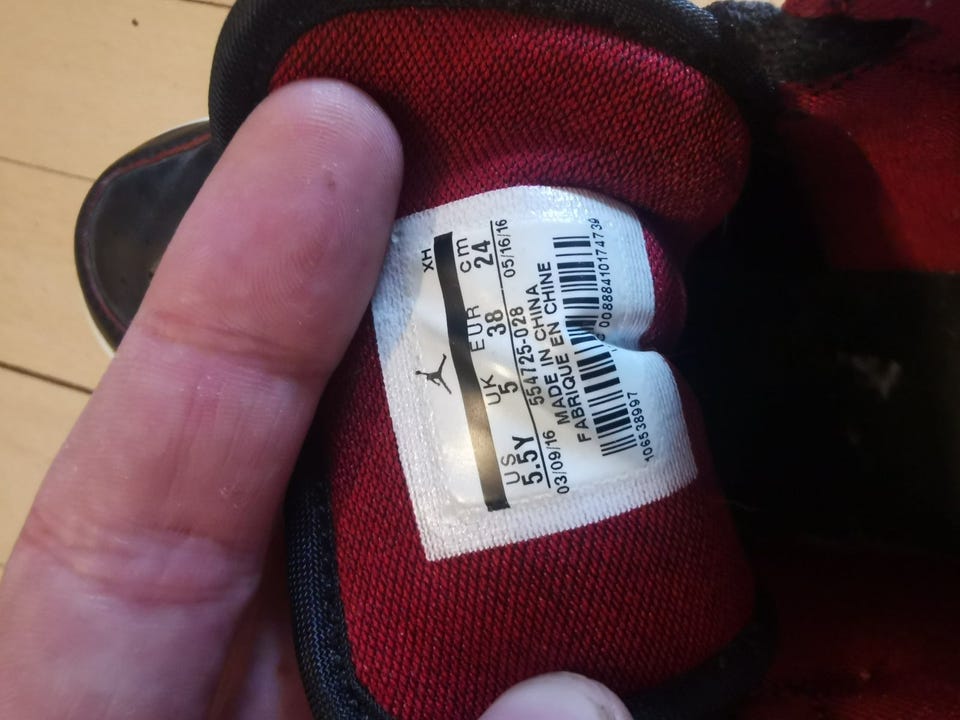 XH
US UK EUR cm
5.5Y 5 38 24
03/09/16 554725-028 05/16/16
MADE IN CHINA
FABRIQUE EN CHINE
00888410174739
106538997